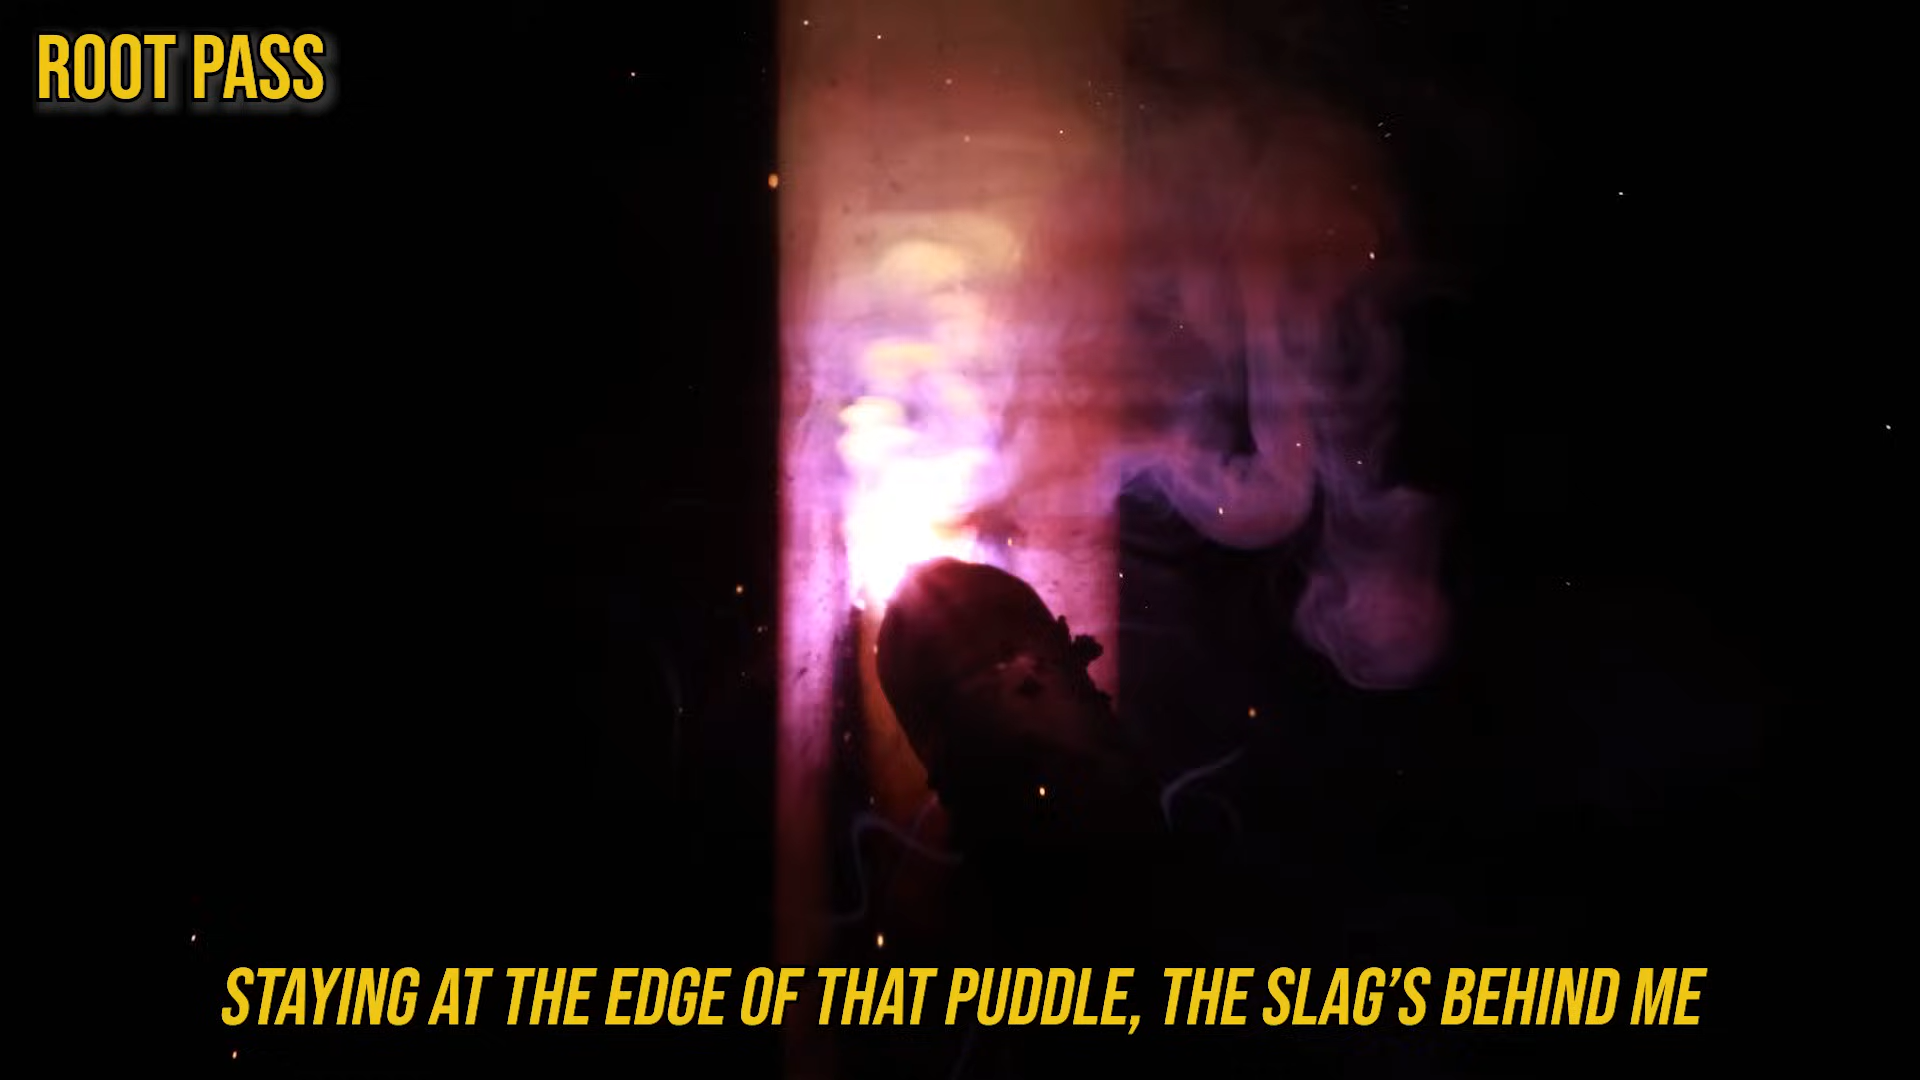 ROOT PASS
STAYING AT THE EDGE OF THAT PUDDLE, THE SLAG’S BEHIND ME